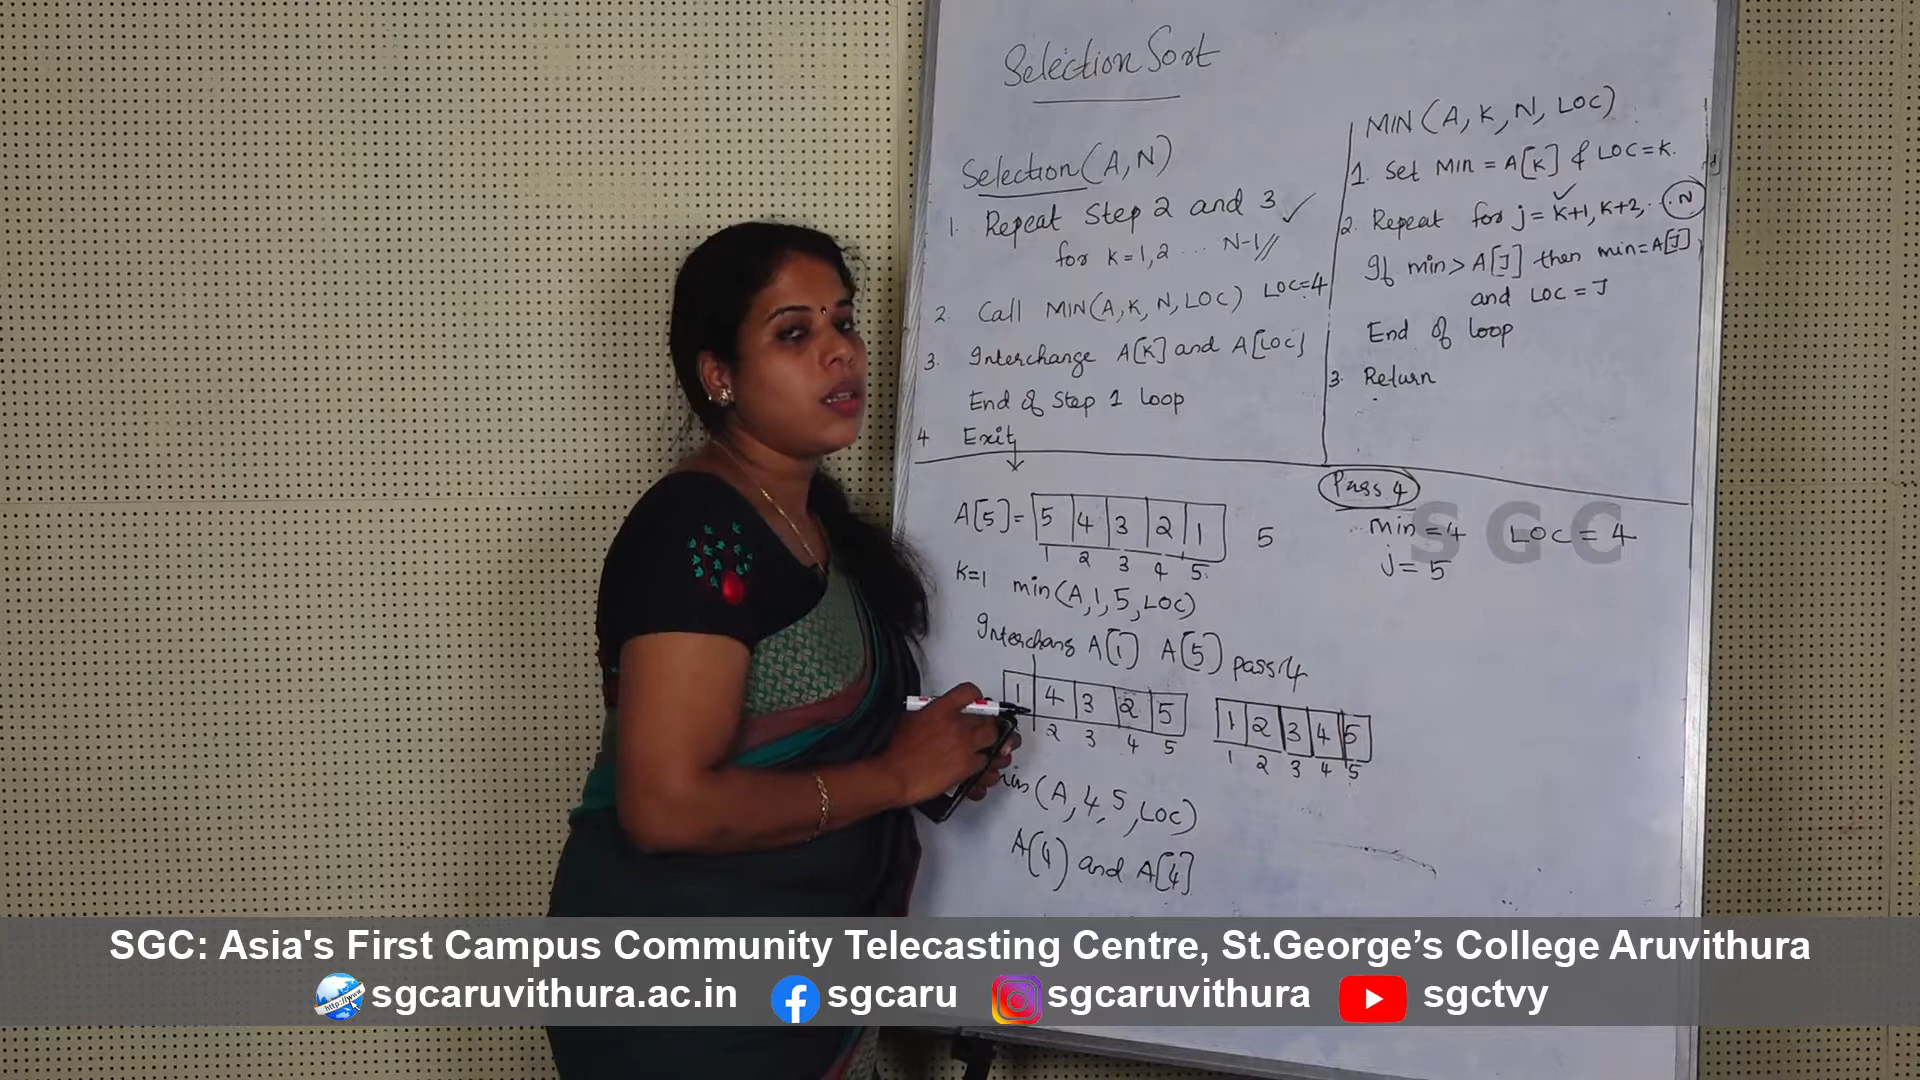 Selection Sort
Selection(A,N)
1. Repeat Step 2 and 3 ✓
for k=1,2 ... N-1//
2. Call MIN(A,K,N,LOC) LOC=4
3. Interchange A[K] and A[LOC]
End of Step 1 loop
4 Exit
MIN(A,K,N,LOC)
1. Set Min = A[K] & LOC=K.
2. Repeat for j= K+1,K+2,..N
If min> A[J] then min=A[J]
and LOC=J
End of loop
3. Return
A[5]= 5 4 3 2 1 5
1 2 3 4 5.
K=1 min(A,1,5,LOC)
Interchang A[1] A[5] pass:4
1 4 3 2 5
2 3 4 5
1 2 3 4 5
1 2 3 4 5
min(A,4,5,LOC)
A[4] and A[4]
Pass 4
min=4 LOC=4
j=5
SGC
SGC: Asia's First Campus Community Telecasting Centre, St.George’s College Aruvithura
http://www
sgcaruvithura.ac.in sgcaru sgcaruvithura sgctvy